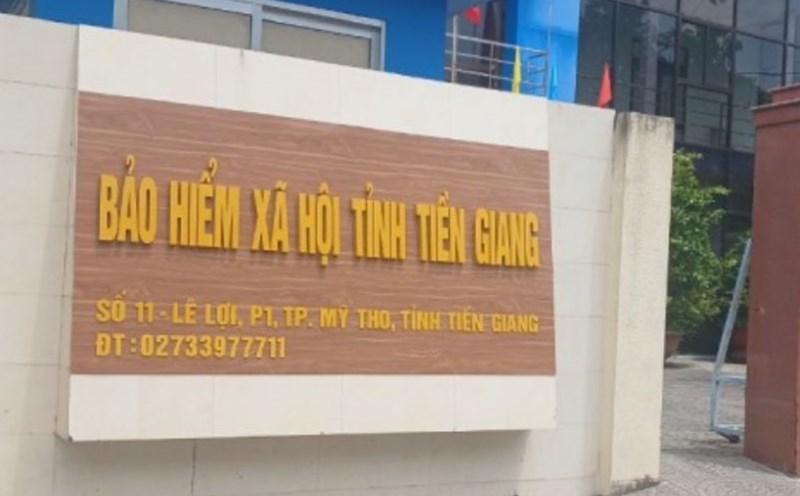 BẢO HIỂM XÃ HỘI TỈNH TIỀN GIANG
SỐ 11 - LÊ LỢI, P1, TP. MỸ THO, TỈNH TIỀN GIANG
ĐT : 02733977711